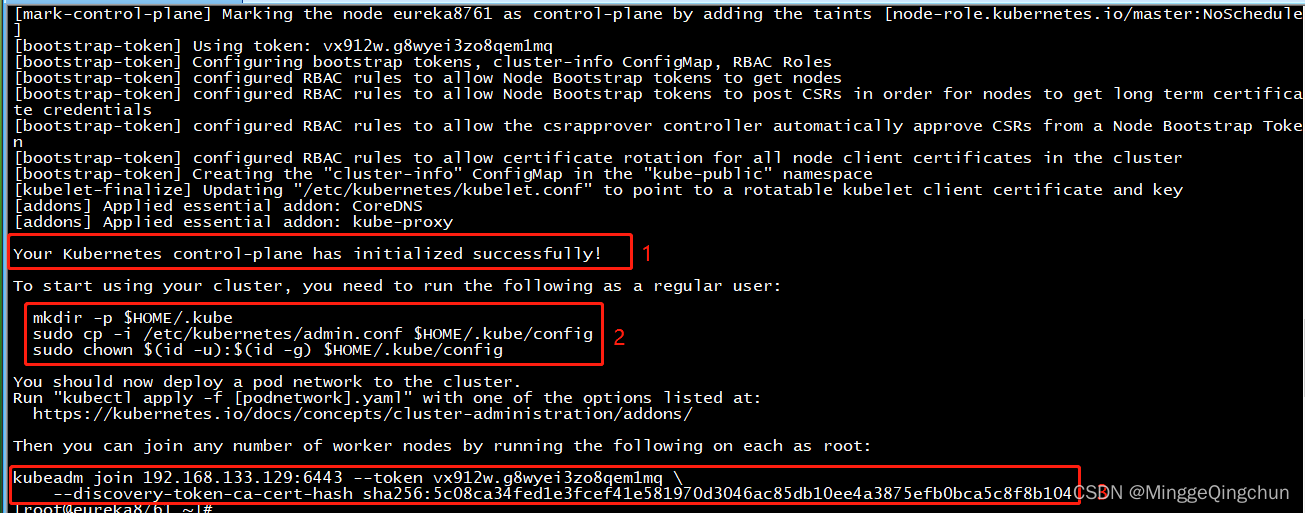 [mark-control-plane] Marking the node eureka8761 as control-plane by adding the taints [node-role.kubernetes.io/master:NoSchedule
]
[bootstrap-token] Using token: vx912w.g8wyei3zo8qem1mq
[bootstrap-token] Configuring bootstrap tokens, cluster-info ConfigMap, RBAC Roles
[bootstrap-token] configured RBAC rules to allow Node Bootstrap tokens to get nodes
[bootstrap-token] configured RBAC rules to allow Node Bootstrap tokens to post CSRs in order for nodes to get long term certifica
te credentials
[bootstrap-token] configured RBAC rules to allow the csrapprover controller automatically approve CSRs from a Node Bootstrap Toke
n
[bootstrap-token] configured RBAC rules to allow certificate rotation for all node client certificates in the cluster
[bootstrap-token] Creating the "cluster-info" ConfigMap in the "kube-public" namespace
[kubelet-finalize] Updating "/etc/kubernetes/kubelet.conf" to point to a rotatable kubelet client certificate and key
[addons] Applied essential addon: CoreDNS
[addons] Applied essential addon: kube-proxy
Your Kubernetes control-plane has initialized successfully! 1
To start using your cluster, you need to run the following as a regular user:
mkdir -p $HOME/.kube
sudo cp -i /etc/kubernetes/admin.conf $HOME/.kube/config 2
sudo chown $(id -u):$(id -g) $HOME/.kube/config
You should now deploy a pod network to the cluster.
Run "kubectl apply -f [podnetwork].yaml" with one of the options listed at:
https://kubernetes.io/docs/concepts/cluster-administration/addons/
Then you can join any number of worker nodes by running the following on each as root:
kubeadm join 192.168.133.129:6443 --token vx912w.g8wyei3zo8qem1mq \
--discovery-token-ca-cert-hash sha256:5c08ca34fed1e3fcef41e581970d3046ac85db10ee4a3875efb0bca5c8f8b104 3
CSDN @MinggeQingchun
[root@eureka8761 ~]#